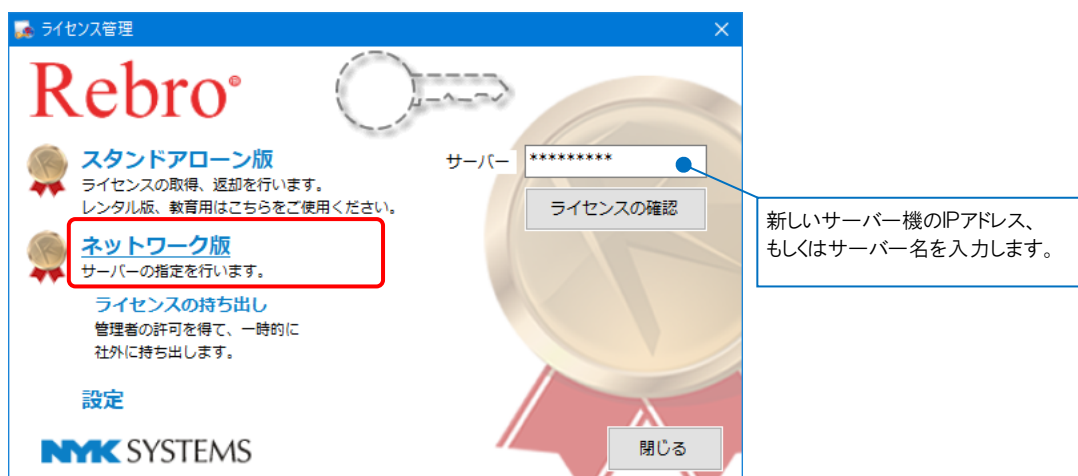 ライセンス管理
Rebro®
スタンドアローン版
ライセンスの取得、返却を行います。
レンタル版、教育用はこちらをご使用ください。
ネットワーク版
サーバーの指定を行います。
ライセンスの持ち出し
管理者の許可を得て、一時的に
社外に持ち出します。
設定
NYK SYSTEMS
サーバー *********
ライセンスの確認
閉じる
新しいサーバー機のIPアドレス、
もしくはサーバー名を入力します。